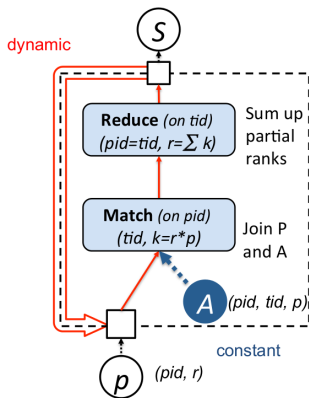 S
dynamic
Reduce (on tid)
(pid=tid, r=∑ k)
Sum up
partial
ranks
Match (on pid)
(tid, k=r*p)
Join P
and A
A
(pid, tid, p)
constant
p
(pid, r)